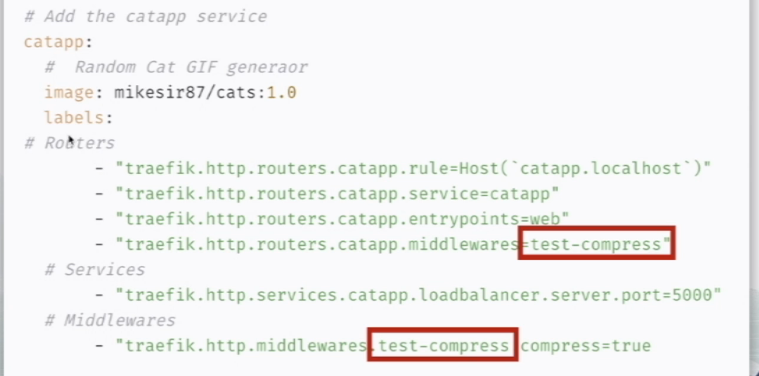 # Add the catapp service
catapp:
#  Random Cat GIF generaor
image: mikesir87/cats:1.0
labels:
# Routers
- "traefik.http.routers.catapp.rule=Host(`catapp.localhost`)"
- "traefik.http.routers.catapp.service=catapp"
- "traefik.http.routers.catapp.entrypoints=web"
- "traefik.http.routers.catapp.middlewares=test-compress"
# Services
- "traefik.http.services.catapp.loadbalancer.server.port=5000"
# Middlewares
- "traefik.http.middlewares.test-compress compress=true